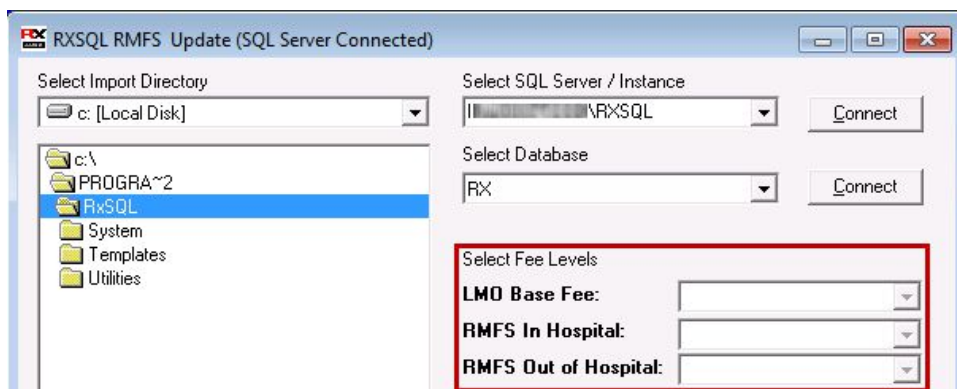 RX
RXSQL RMFS Update (SQL Server Connected)
Select Import Directory
c: [Local Disk]
c:\
PROGRA~2
RxSQL
System
Templates
Utilities
Select SQL Server / Instance
\RXSQL
Connect
Select Database
RX
Connect
Select Fee Levels
LMO Base Fee:
RMFS In Hospital:
RMFS Out of Hospital: